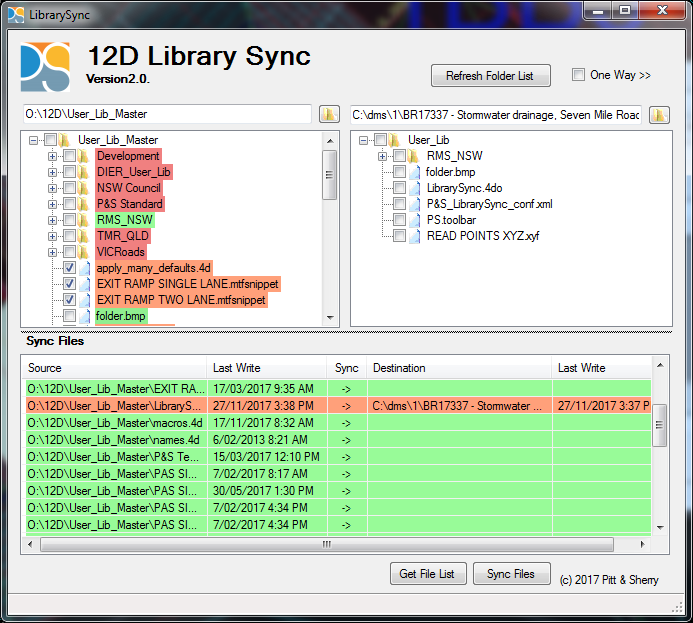 LibrarySync
12D Library Sync
Version2.0.
Refresh Folder List
One Way >>
O:\12D\User_Lib_Master
C:\dms\1\BR17337 - Stormwater drainage, Seven Mile Road
User_Lib_Master
Development
DIER_User_Lib
NSW Council
P&S Standard
RMS_NSW
TMR_QLD
VICRoads
apply_many_defaults.4d
EXIT RAMP SINGLE LANE.mtfsnippet
EXIT RAMP TWO LANE.mtfsnippet
folder.bmp
User_Lib
RMS_NSW
folder.bmp
LibrarySync.4do
P&S_LibrarySync_conf.xml
PS.toolbar
READ POINTS XYZ.xyf
Sync Files
Source Last Write Sync Destination Last Write
O:\12D\User_Lib_Master\EXIT RA... 17/03/2017 9:35 AM ->
O:\12D\User_Lib_Master\LibraryS... 27/11/2017 3:38 PM -> C:\dms\1\BR17337 - Stormwater ... 27/11/2017 3:37 P
O:\12D\User_Lib_Master\macros.4d 17/11/2017 8:32 AM ->
O:\12D\User_Lib_Master\names.4d 6/02/2013 8:21 AM ->
O:\12D\User_Lib_Master\P&S Te... 15/03/2017 12:10 PM ->
O:\12D\User_Lib_Master\PAS SI... 7/02/2017 8:17 AM ->
O:\12D\User_Lib_Master\PAS SI... 30/05/2017 1:30 PM ->
O:\12D\User_Lib_Master\PAS SI... 7/02/2017 4:34 PM ->
O:\12D\User_Lib_Master\PAS SI... 7/02/2017 4:34 PM ->
Get File List
Sync Files
(c) 2017 Pitt & Sherry